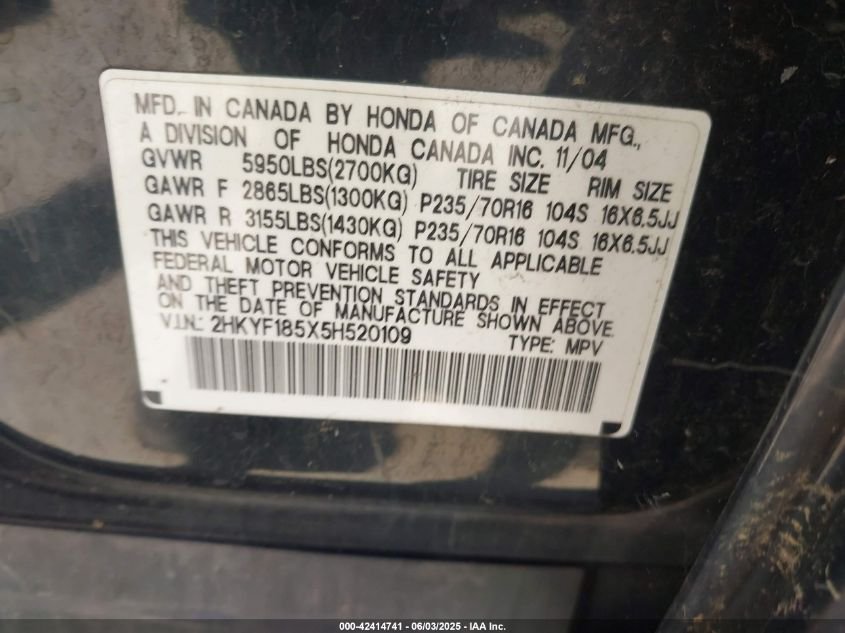 MFD. IN CANADA BY HONDA OF CANADA MFG.,
A DIVISION OF HONDA CANADA INC. 11/04
GVWR 5950LBS(2700KG) TIRE SIZE RIM SIZE
GAWR F 2865LBS(1300KG) P235/70R16 104S 16X6.5JJ
GAWR R 3155LBS(1430KG) P235/70R16 104S 16X6.5JJ
THIS VEHICLE CONFORMS TO ALL APPLICABLE
FEDERAL MOTOR VEHICLE SAFETY
AND THEFT PREVENTION STANDARDS IN EFFECT
ON THE DATE OF MANUFACTURE SHOWN ABOVE.
V.I.N.: 2HKYF185X5H520109 TYPE: MPV
000-42414741 | 06/03/2025 - IAA Inc.